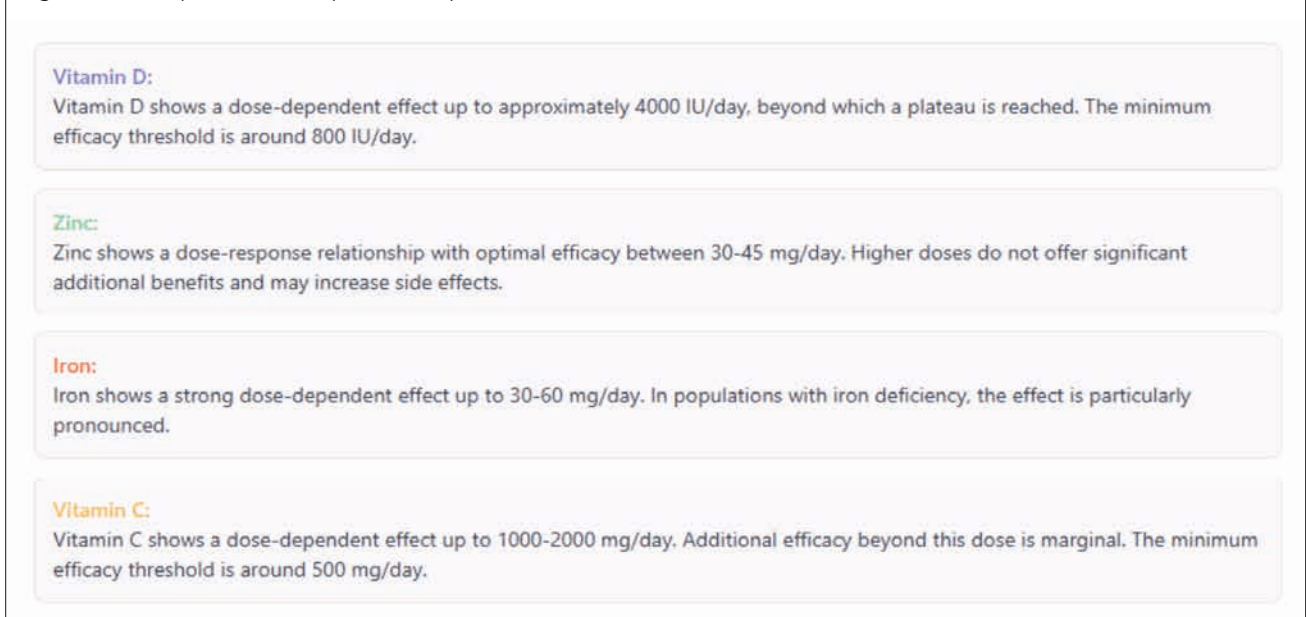 Vitamin D:
Vitamin D shows a dose-dependent effect up to approximately 4000 IU/day, beyond which a plateau is reached. The minimum
efficacy threshold is around 800 IU/day.
Zinc:
Zinc shows a dose-response relationship with optimal efficacy between 30-45 mg/day. Higher doses do not offer significant
additional benefits and may increase side effects.
Iron:
Iron shows a strong dose-dependent effect up to 30-60 mg/day. In populations with iron deficiency, the effect is particularly
pronounced.
Vitamin C:
Vitamin C shows a dose-dependent effect up to 1000-2000 mg/day. Additional efficacy beyond this dose is marginal. The minimum
efficacy threshold is around 500 mg/day.